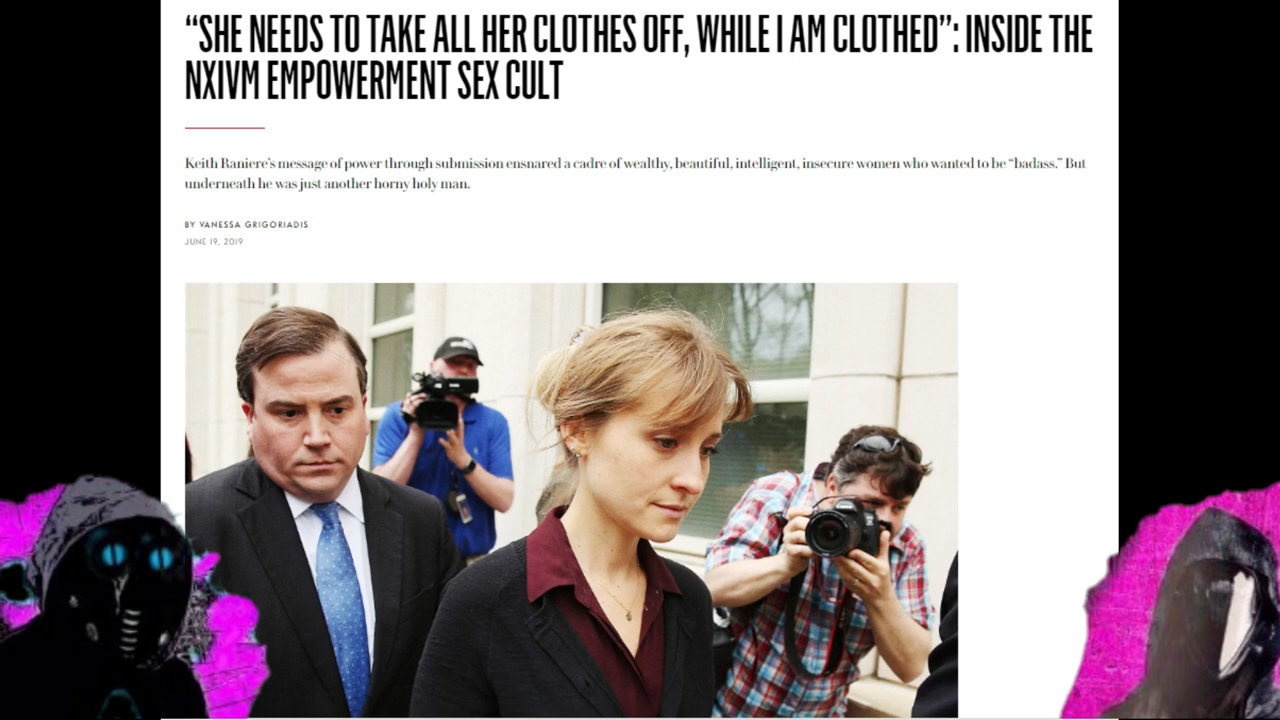 “SHE NEEDS TO TAKE ALL HER CLOTHES OFF, WHILE I AM CLOTHED”: INSIDE THE
NXIVM EMPOWERMENT SEX CULT
Keith Raniere’s message of power through submission ensnared a cadre of wealthy, beautiful, intelligent, insecure women who wanted to be “badass.” But
underneath he was just another horny holy man.
BY VANESSA GRIGORIADIS
JUNE 19, 2019